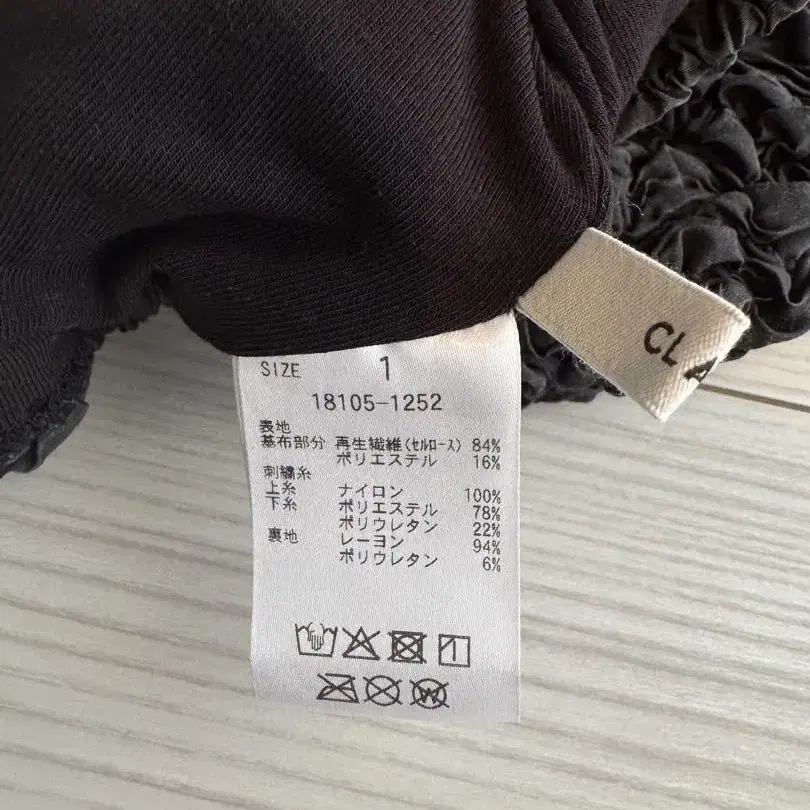 CLA
SIZE 1
18105-1252
表地
基布部分 再生繊維(セルロース) 84%
ポリエステル 16%
刺繍糸
上糸 ナイロン 100%
下糸 ポリエステル 78%
ポリウレタン 22%
裏地 レーヨン 94%
ポリウレタン 6%